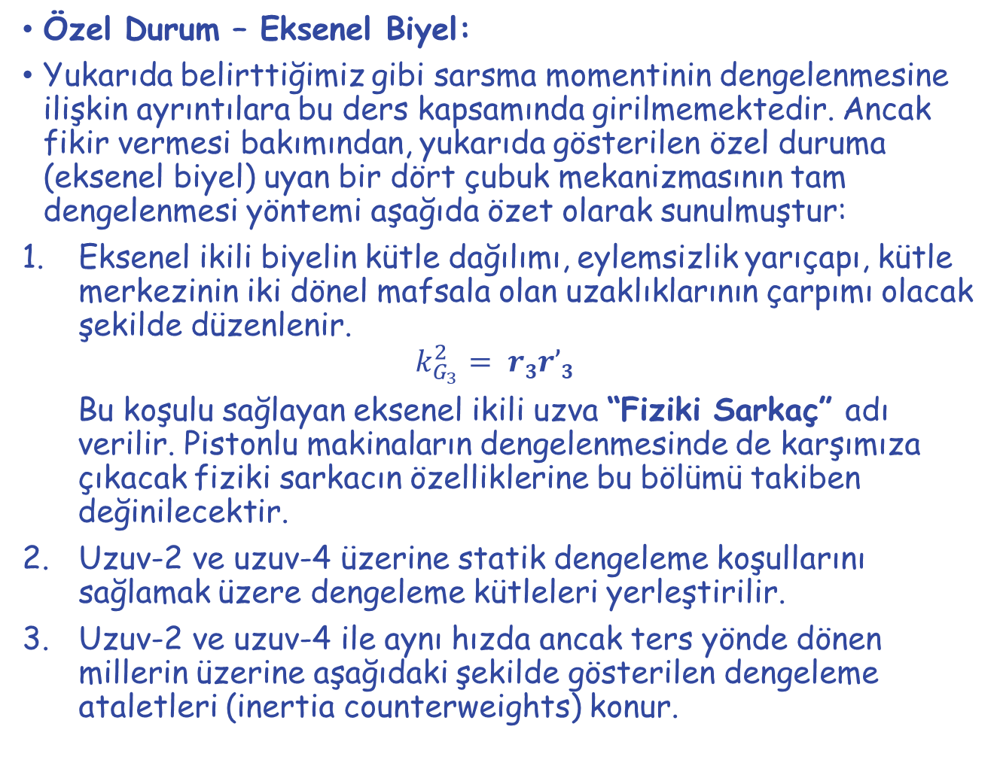 • Özel Durum – Eksenel Biyel:
• Yukarıda belirttiğimiz gibi sarsma momentinin dengelenmesine
ilişkin ayrıntılara bu ders kapsamında girilmemektedir. Ancak
fikir vermesi bakımından, yukarıda gösterilen özel duruma
(eksenel biyel) uyan bir dört çubuk mekanizmasının tam
dengelenmesi yöntemi aşağıda özet olarak sunulmuştur:
1. Eksenel ikili biyelin kütle dağılımı, eylemsizlik yarıçapı, kütle
merkezinin iki dönel mafsala olan uzaklıklarının çarpımı olacak
şekilde düzenlenir.
$k_{G_3}^2 = r_3 r'_3$
Bu koşulu sağlayan eksenel ikili uzva “Fiziki Sarkaç” adı
verilir. Pistonlu makinaların dengelenmesinde de karşımıza
çıkacak fiziki sarkacın özelliklerine bu bölümü takiben
değinilecektir.
2. Uzuv-2 ve uzuv-4 üzerine statik dengeleme koşullarını
sağlamak üzere dengeleme kütleleri yerleştirilir.
3. Uzuv-2 ve uzuv-4 ile aynı hızda ancak ters yönde dönen
millerin üzerine aşağıdaki şekilde gösterilen dengeleme
ataletleri (inertia counterweights) konur.